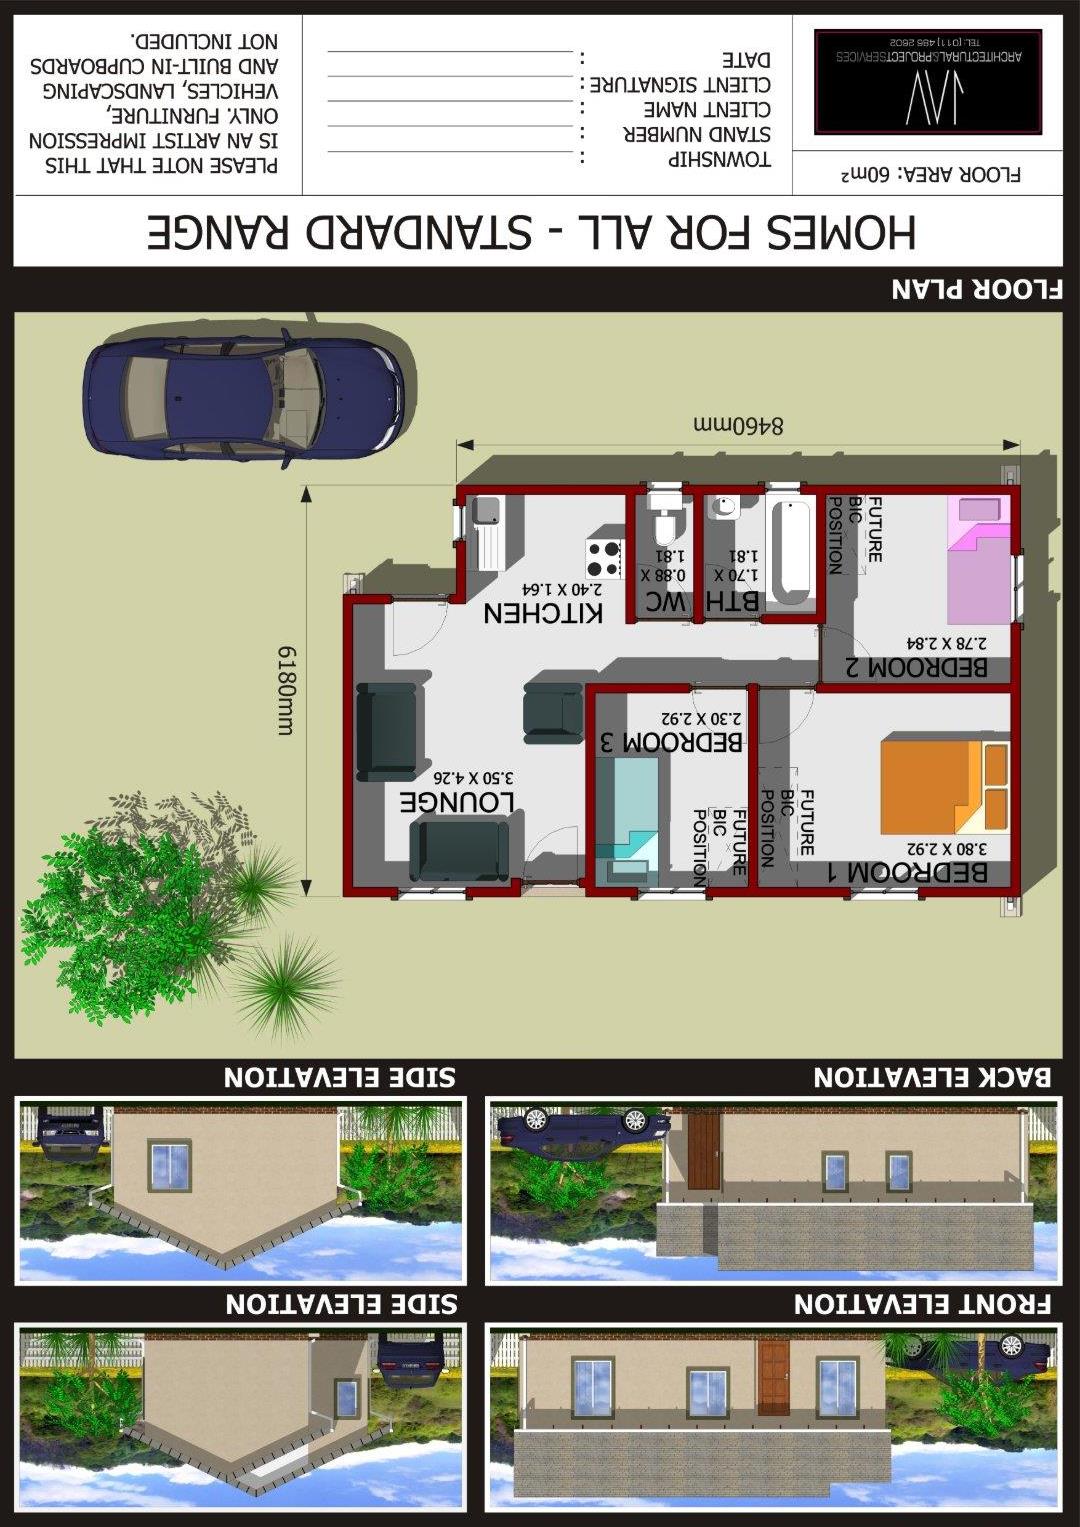 FRONT ELEVATION
SIDE ELEVATION
BACK ELEVATION
SIDE ELEVATION
BEDROOM 1
3.80 X 2.92
FUTURE
BIC
POSITION
FUTURE
BIC
POSITION
BEDROOM 3
2.30 X 2.92
LOUNGE
3.50 X 4.26
BEDROOM 2
2.78 X 2.84
FUTURE
BIC
POSITION
BTH
1.70 X
1.81
WC
0.88 X
1.81
KITCHEN
2.40 X 1.64
6180mm
8460mm
FLOOR PLAN
HOMES FOR ALL - STANDARD RANGE
FLOOR AREA: 60m²
ARCHITECTURAL&PROJECTSERVICES
TEL: (011) 486 2602
TOWNSHIP :
STAND NUMBER :
CLIENT NAME :
CLIENT SIGNATURE :
DATE :
PLEASE NOTE THAT THIS
IS AN ARTIST IMPRESSION
ONLY. FURNITURE,
VEHICLES, LANDSCAPING
AND BUILT-IN CUPBOARDS
NOT INCLUDED.